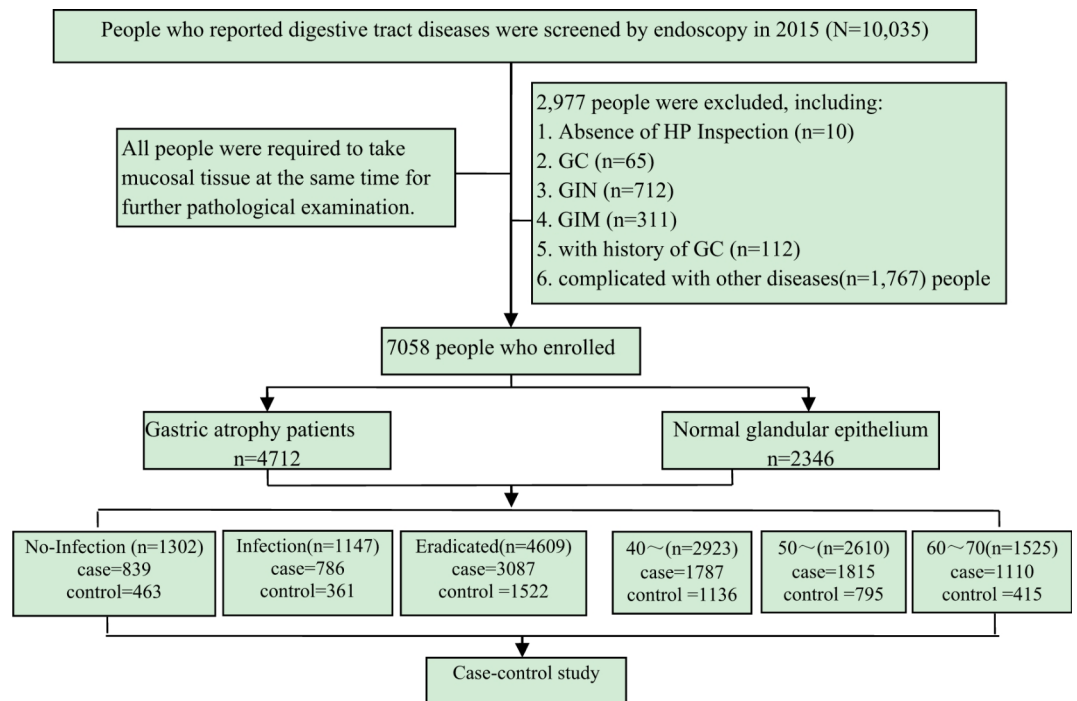 People who reported digestive tract diseases were screened by endoscopy in 2015 (N=10,035)
All people were required to take
mucosal tissue at the same time for
further pathological examination.
2,977 people were excluded, including:
1. Absence of HP Inspection (n=10)
2. GC (n=65)
3. GIN (n=712)
4. GIM (n=311)
5. with history of GC (n=112)
6. complicated with other diseases(n=1,767) people
7058 people who enrolled
Gastric atrophy patients
n=4712
Normal glandular epithelium
n=2346
No-Infection (n=1302)
case=839
control=463
Infection(n=1147)
case=786
control=361
Eradicated(n=4609)
case=3087
control =1522
40～(n=2923)
case=1787
control =1136
50～(n=2610)
case=1815
control =795
60～70(n=1525)
case=1110
control =415
Case-control study